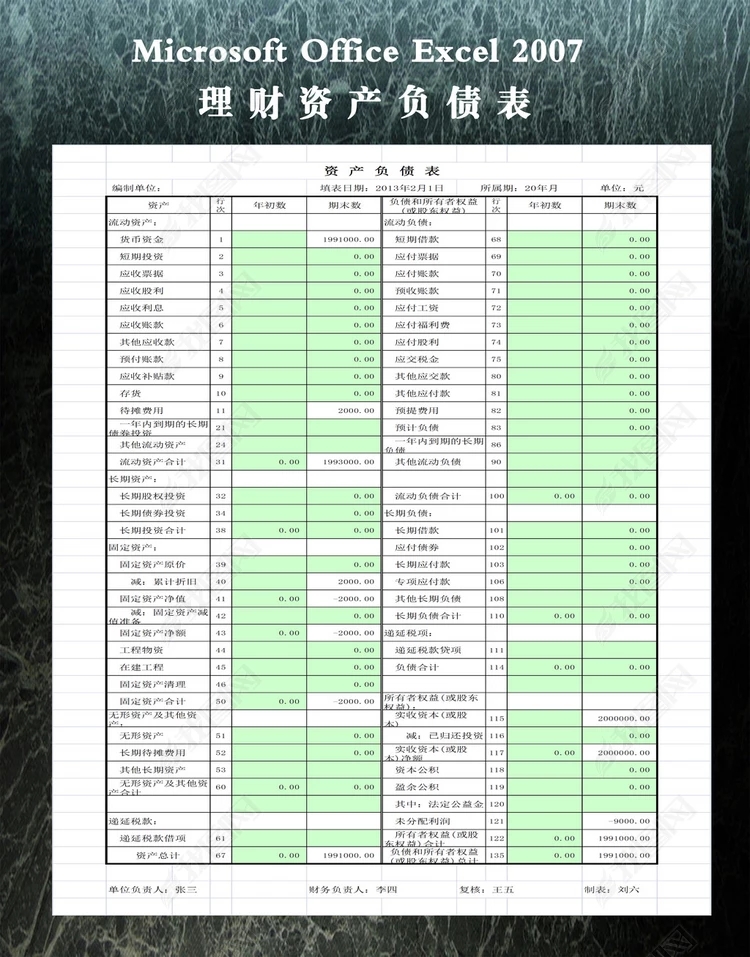 Microsoft Office Excel 2007
理财资产负债表
资 产 负 债 表
编制单位: 填表日期: 2013年2月1日 所属期: 20年月 单位: 元
资产 行次 年初数 期末数 负债和所有者权益(或股东权益) 行次 年初数 期末数
流动资产: 流动负债:
货币资金 1 1991000.00 短期借款 68 0.00
短期投资 2 0.00 应付票据 69 0.00
应收票据 3 0.00 应付账款 70 0.00
应收股利 4 0.00 预收账款 71 0.00
应收利息 5 0.00 应付工资 72 0.00
应收账款 6 0.00 应付福利费 73 0.00
其他应收款 7 0.00 应付股利 74 0.00
预付账款 8 0.00 应交税金 75 0.00
应收补贴款 9 0.00 其他应交款 80 0.00
存货 10 0.00 其他应付款 81 0.00
待摊费用 11 2000.00 预提费用 82 0.00
一年内到期的长期债券投资 21 预计负债 83 0.00
其他流动资产 24 一年内到期的长期负债 86
流动资产合计 31 0.00 1993000.00 其他流动负债 90
长期资产:
长期股权投资 32 0.00 流动负债合计 100 0.00 0.00
长期债券投资 34 0.00 长期负债:
长期投资合计 38 0.00 0.00 长期借款 101 0.00
固定资产: 应付债券 102 0.00
固定资产原价 39 0.00 长期应付款 103 0.00
减: 累计折旧 40 2000.00 专项应付款 106 0.00
固定资产净值 41 0.00 -2000.00 其他长期负债 108
减: 固定资产减值准备 42 0.00 长期负债合计 110 0.00 0.00
固定资产净额 43 0.00 -2000.00 递延税项:
工程物资 44 0.00 递延税款贷项 111
在建工程 45 0.00 负债合计 114 0.00 0.00
固定资产清理 46 0.00
固定资产合计 50 0.00 -2000.00 所有者权益(或股东权益):
无形资产及其他资产: 实收资本(或股本) 115 2000000.00
无形资产 51 0.00 减: 已归还投资 116 0.00
长期待摊费用 52 0.00 实收资本(或股本)净额 117 0.00 2000000.00
其他长期资产 53 资本公积 118 0.00
无形资产及其他资产合计 60 0.00 0.00 盈余公积 119 0.00
其中: 法定公益金 120
递延税款: 未分配利润 121 -9000.00
递延税款借项 61 所有者权益(或股东权益)合计 122 0.00 1991000.00
资产总计 67 0.00 1991000.00 负债和所有者权益(或股东权益)总计 135 0.00 1991000.00
单位负责人: 张三 财务负责人: 李四 复核: 王五 制表: 刘六